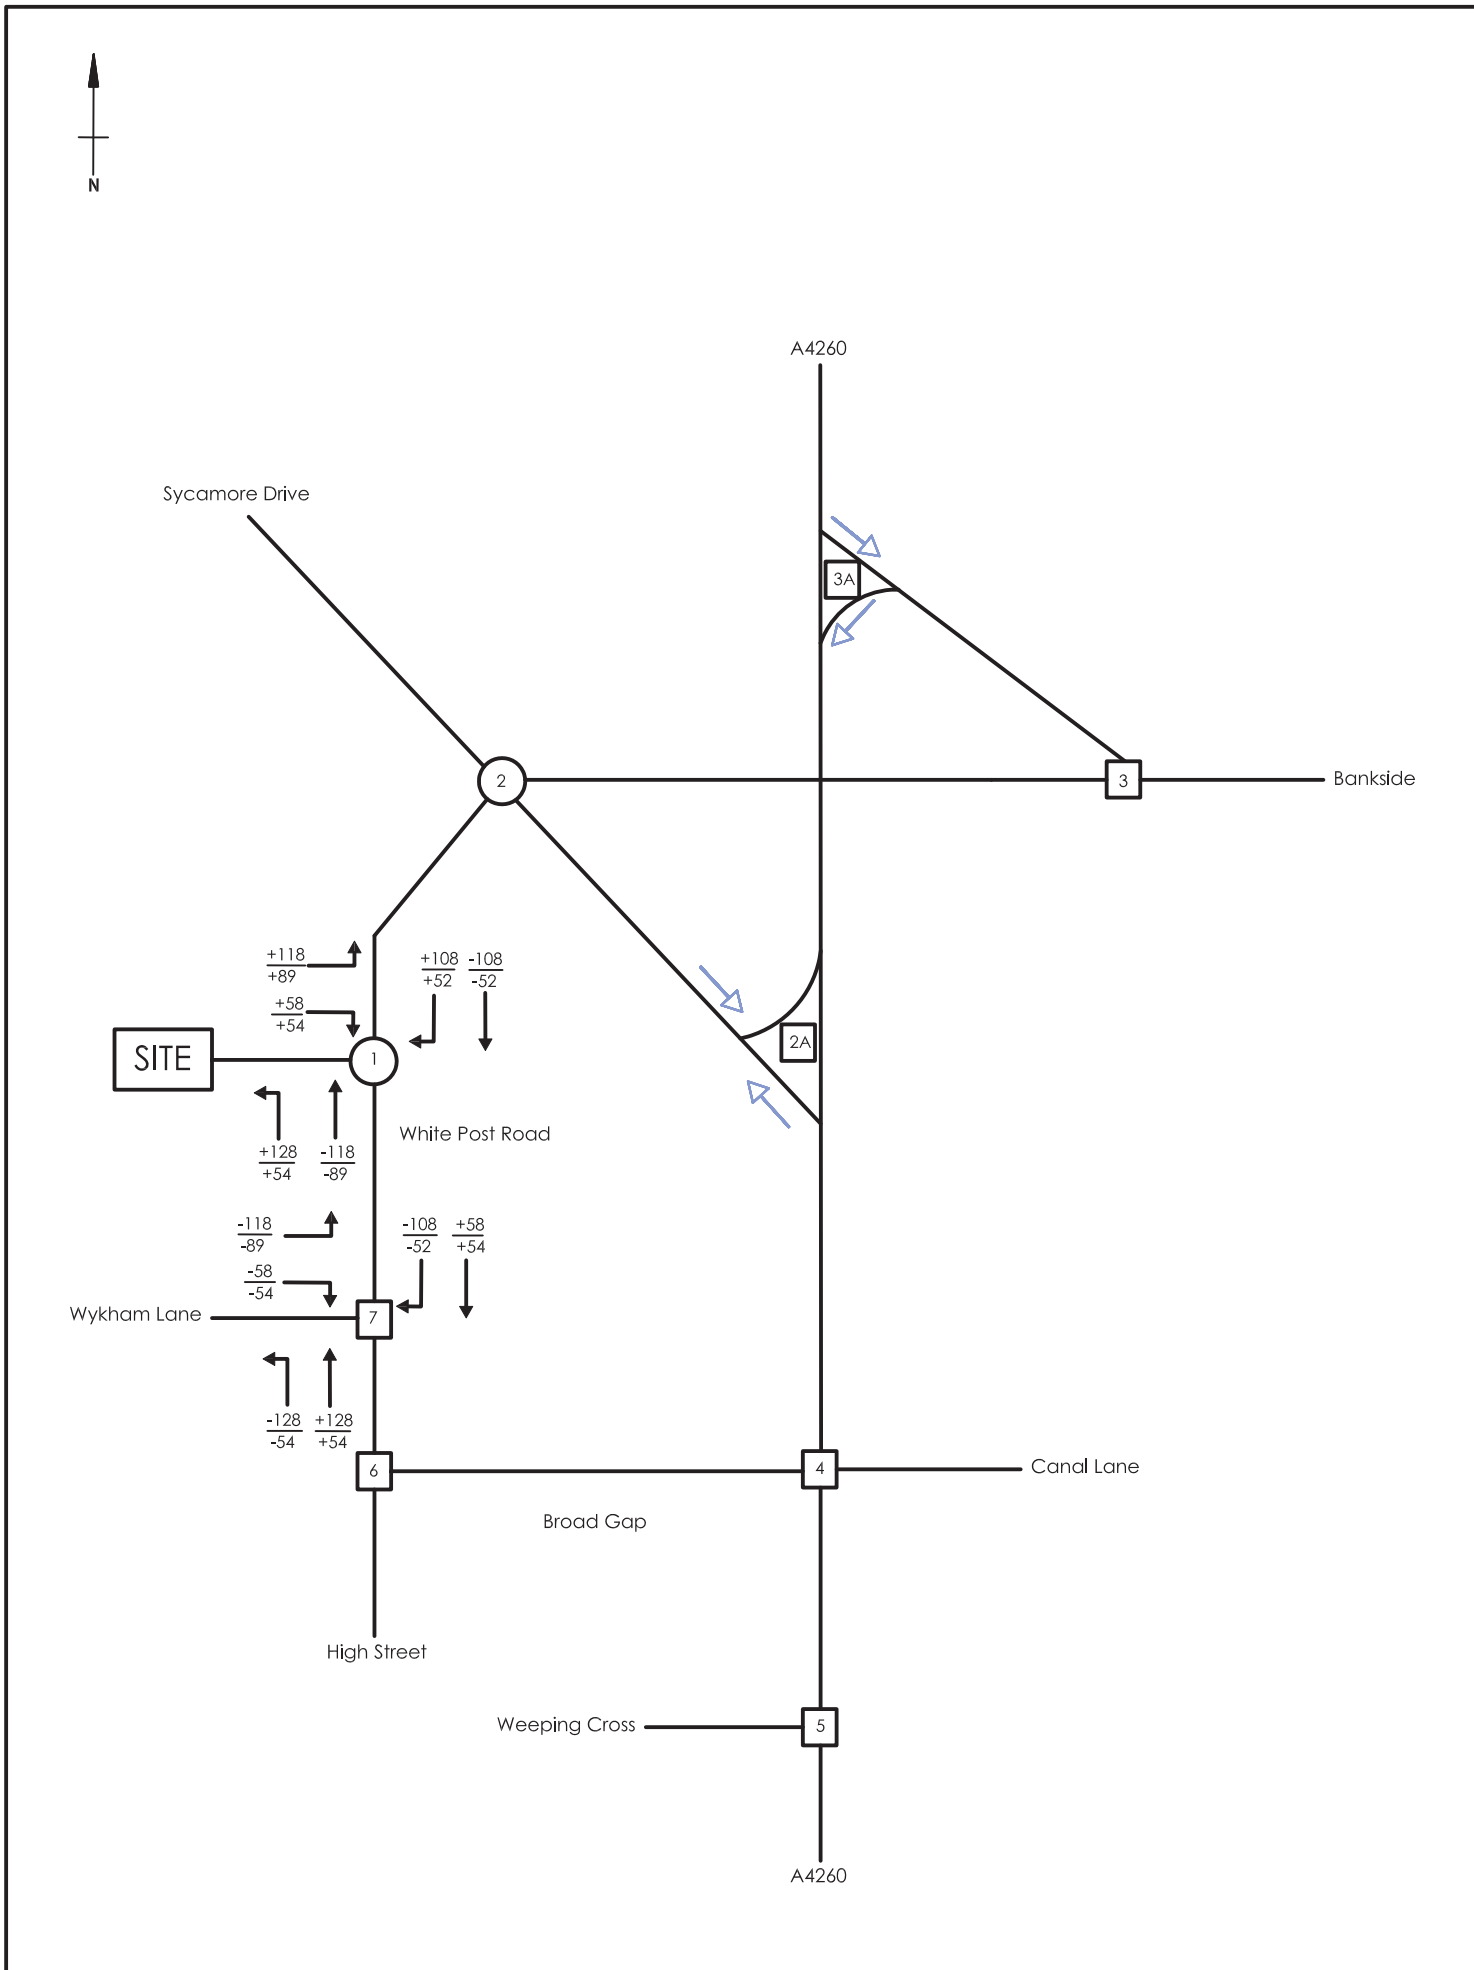 N
A4260
Sycamore Drive
3A
2
3
Bankside
+118
+89
+108
+52
-108
-52
+58
+54
2A
SITE
1
White Post Road
+128
+54
-118
-89
-118
-89
-108
-52
+58
+54
-58
-54
Wykham Lane
7
-128
-54
+128
+54
6
4
Canal Lane
Broad Gap
High Street
Weeping Cross
5
A4260